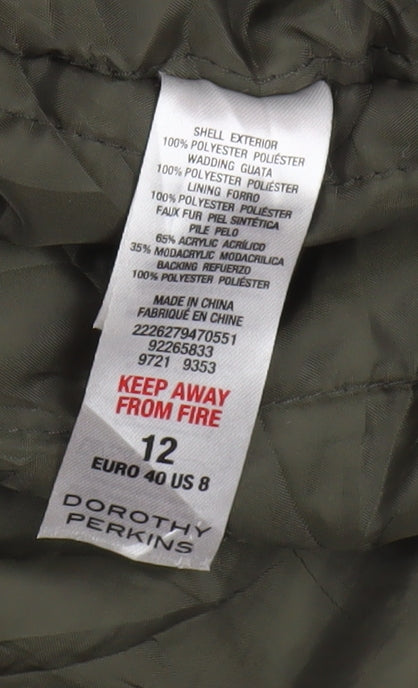 SHELL EXTERIOR
100% POLYESTER POLIÉSTER
WADDING GUATA
100% POLYESTER POLIÉSTER
LINING FORRO
100% POLYESTER POLIÉSTER
FAUX FUR PIEL SINTÉTICA
PILE PELO
65% ACRYLIC ACRÍLICO
35% MODACRYLIC MODACRILICA
BACKING REFUERZO
100% POLYESTER POLIÉSTER
MADE IN CHINA
FABRIQUÉ EN CHINE
2226279470551
92265833
9721 9353
KEEP AWAY
FROM FIRE
12
EURO 40 US 8
DOROTHY
PERKINS